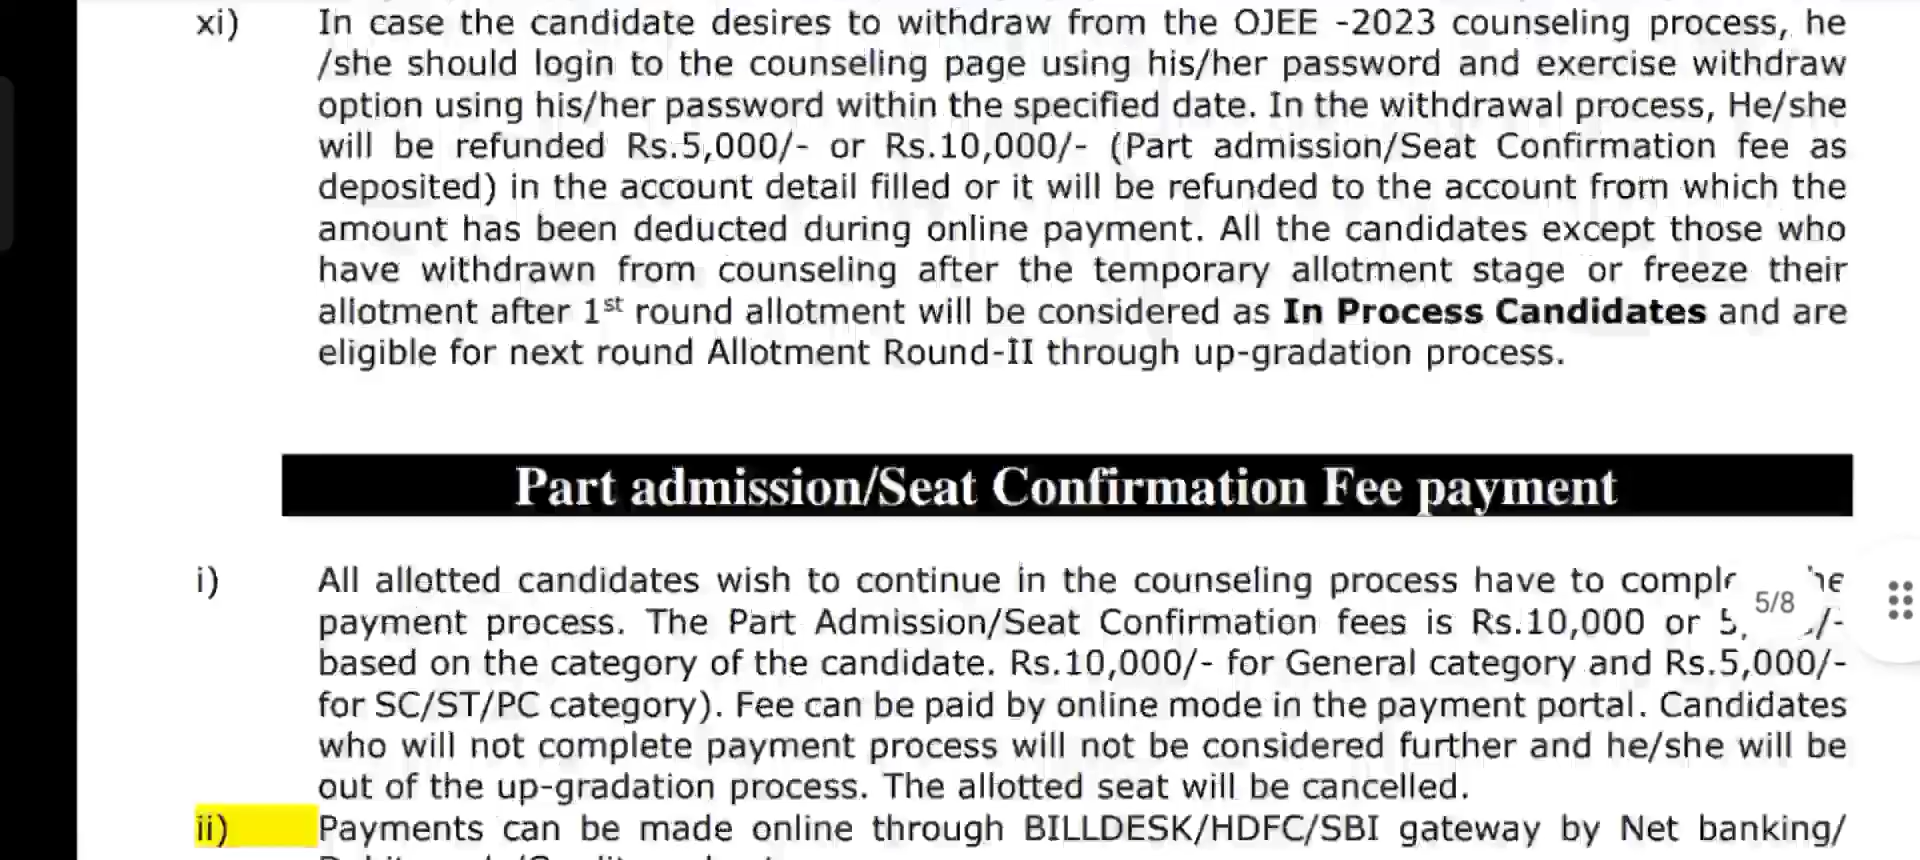 xi) In case the candidate desires to withdraw from the OJEE -2023 counseling process, he
/she should login to the counseling page using his/her password and exercise withdraw
option using his/her password within the specified date. In the withdrawal process, He/she
will be refunded Rs.5,000/- or Rs.10,000/- (Part admission/Seat Confirmation fee as
deposited) in the account detail filled or it will be refunded to the account from which the
amount has been deducted during online payment. All the candidates except those who
have withdrawn from counseling after the temporary allotment stage or freeze their
allotment after 1st round allotment will be considered as In Process Candidates and are
eligible for next round Allotment Round-II through up-gradation process.
Part admission/Seat Confirmation Fee payment
i) All allotted candidates wish to continue in the counseling process have to
payment process. The Part Admission/Seat Confirmation fees is Rs.10,000 or
5/8
based on the category of the candidate. Rs.10,000/- for General category and Rs.5,000/-
for SC/ST/PC category). Fee can be paid by online mode in the payment portal. Candidates
who will not complete payment process will not be considered further and he/she will be
out of the up-gradation process. The allotted seat will be cancelled.
ii) Payments can be made online through BILLDESK/HDFC/SBI gateway by Net banking/